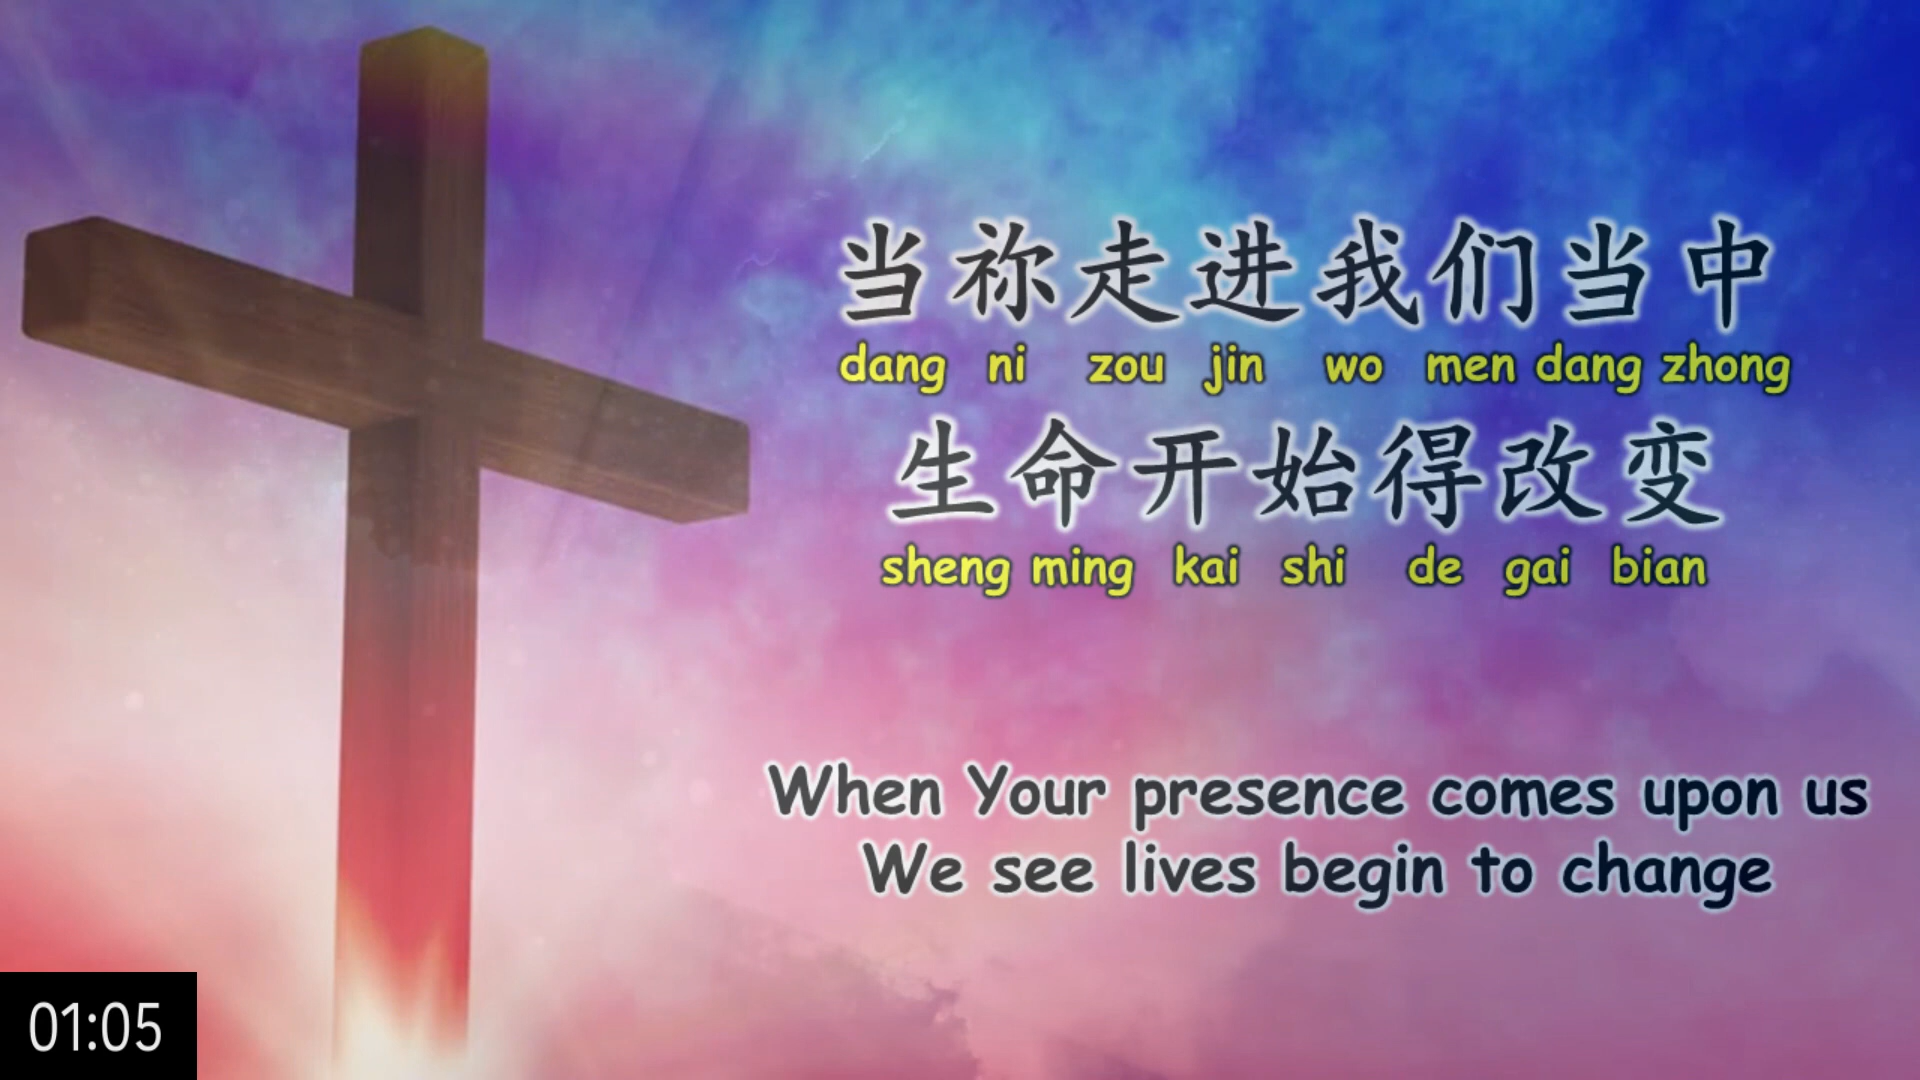 当祢走进我们当中
dang ni zou jin wo men dang zhong
生命开始得改变
sheng ming kai shi de gai bian
When Your presence comes upon us
We see lives begin to change
01:05